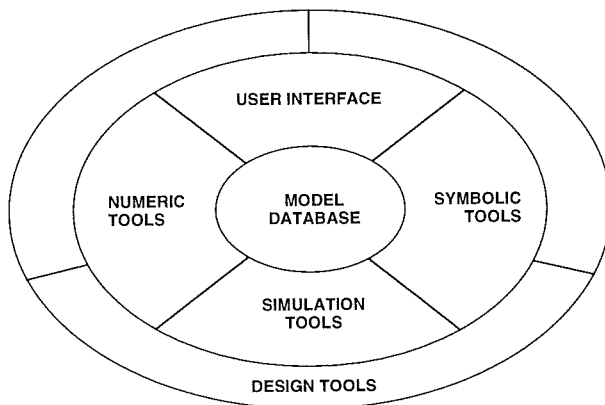 USER INTERFACE
NUMERIC
TOOLS
MODEL
DATABASE
SYMBOLIC
TOOLS
SIMULATION
TOOLS
DESIGN TOOLS